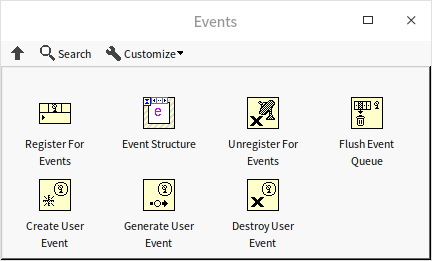 Events
Search Customize
Register For
Events
Event Structure
Unregister For
Events
Flush Event
Queue
Create User
Event
Generate User
Event
Destroy User
Event